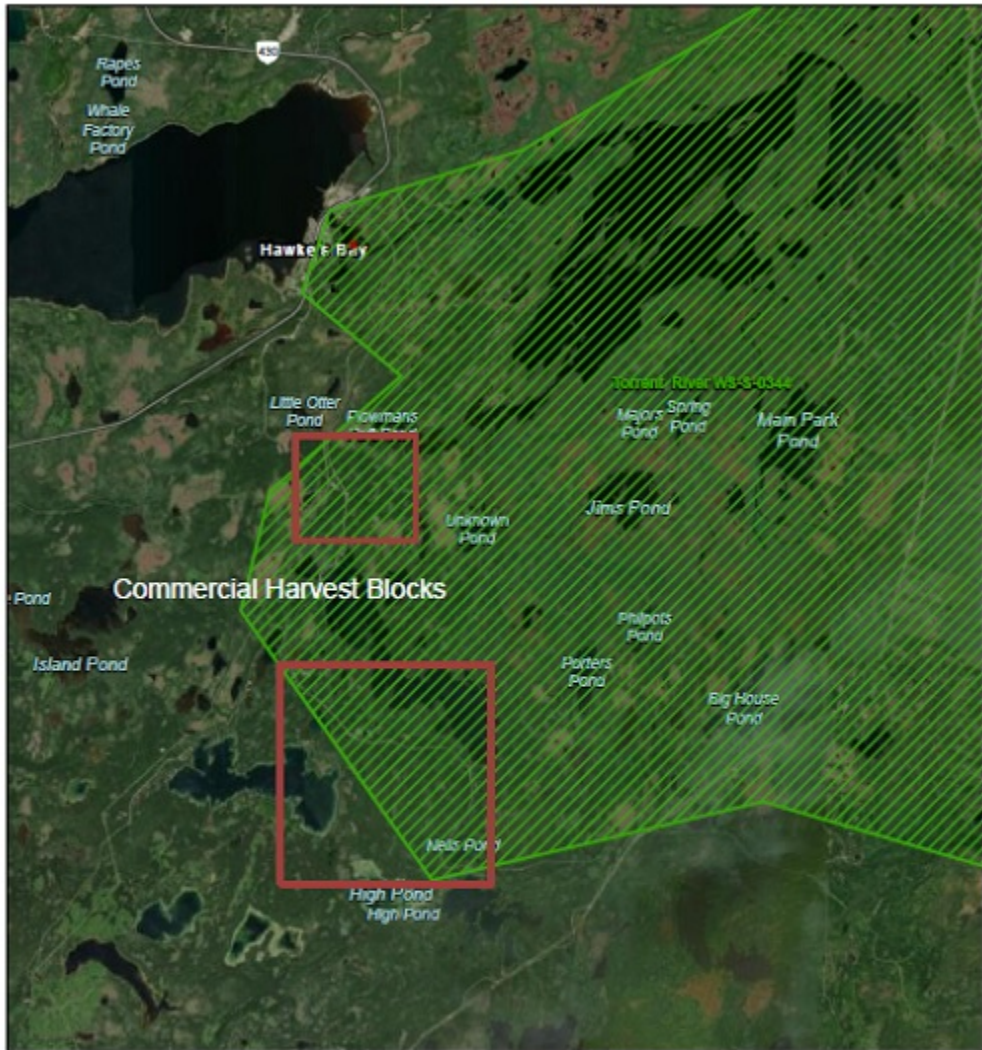 430
Rapes
Pond
Whale
Factory
Pond
Hawke's Bay
Torrent River WS-S-0344
Little Otter
Pond
Plowmans
Majors
Pond
Spring
Pond
Main Park
Pond
Jims Pond
Unknown
Pond
Commercial Harvest Blocks
Pond
Island Pond
Philpots
Pond
Porters
Pond
Big House
Pond
Nells Pond
High Pond
High Pond